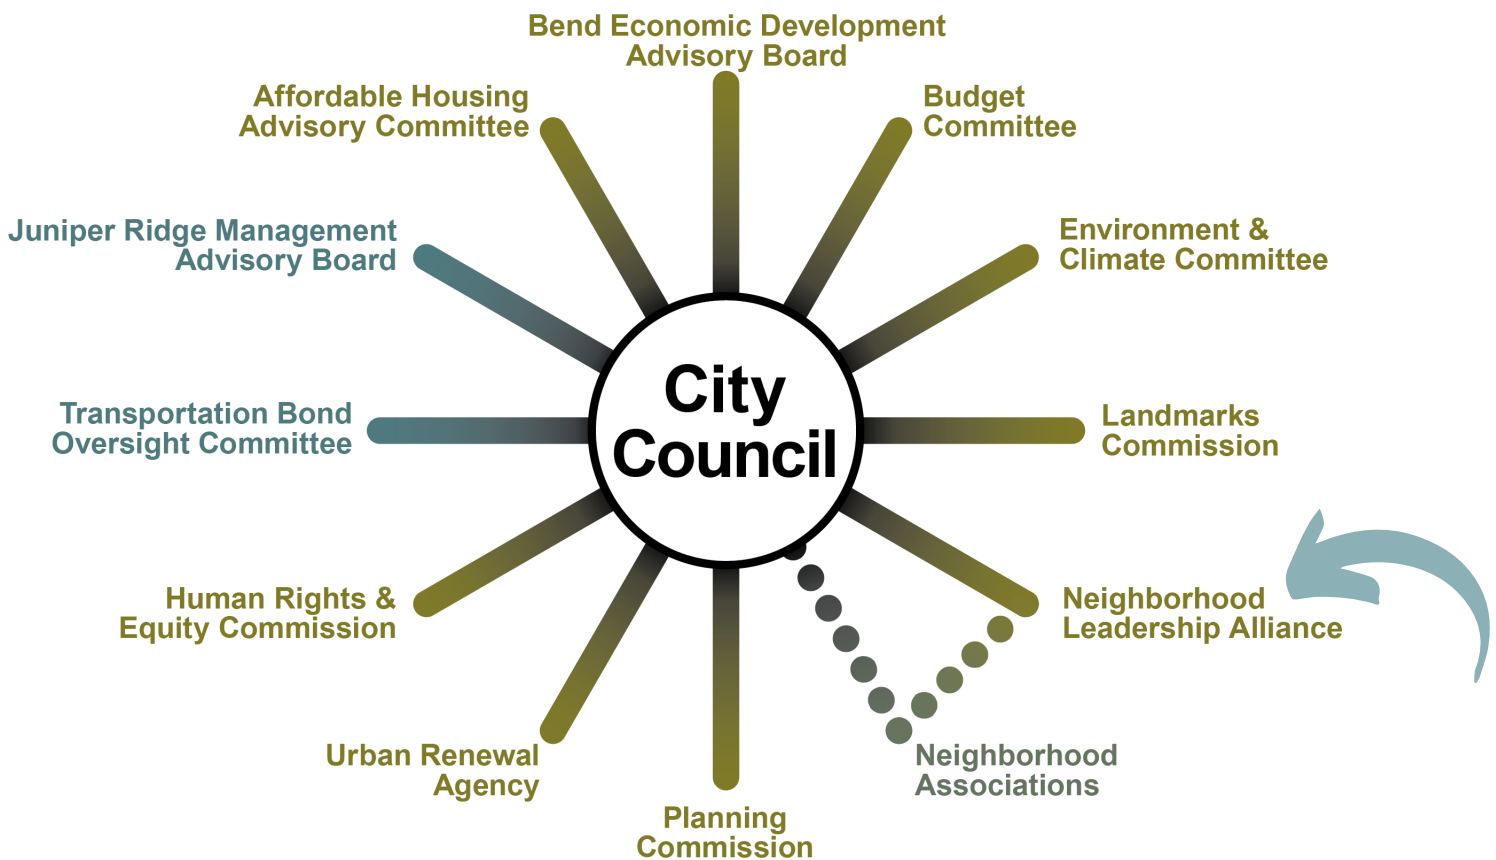 Bend Economic Development
Advisory Board
Affordable Housing
Advisory Committee
Budget
Committee
Juniper Ridge Management
Advisory Board
Environment &
Climate Committee
City
Council
Transportation Bond
Oversight Committee
Landmarks
Commission
Human Rights &
Equity Commission
Neighborhood
Leadership Alliance
Urban Renewal
Agency
Neighborhood
Associations
Planning
Commission